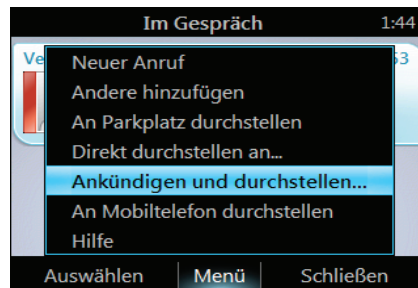 Im Gespräch 1:44
Neuer Anruf
Andere hinzufügen
An Parkplatz durchstellen
Direkt durchstellen an...
Ankündigen und durchstellen...
An Mobiltelefon durchstellen
Hilfe
Auswählen Menü Schließen